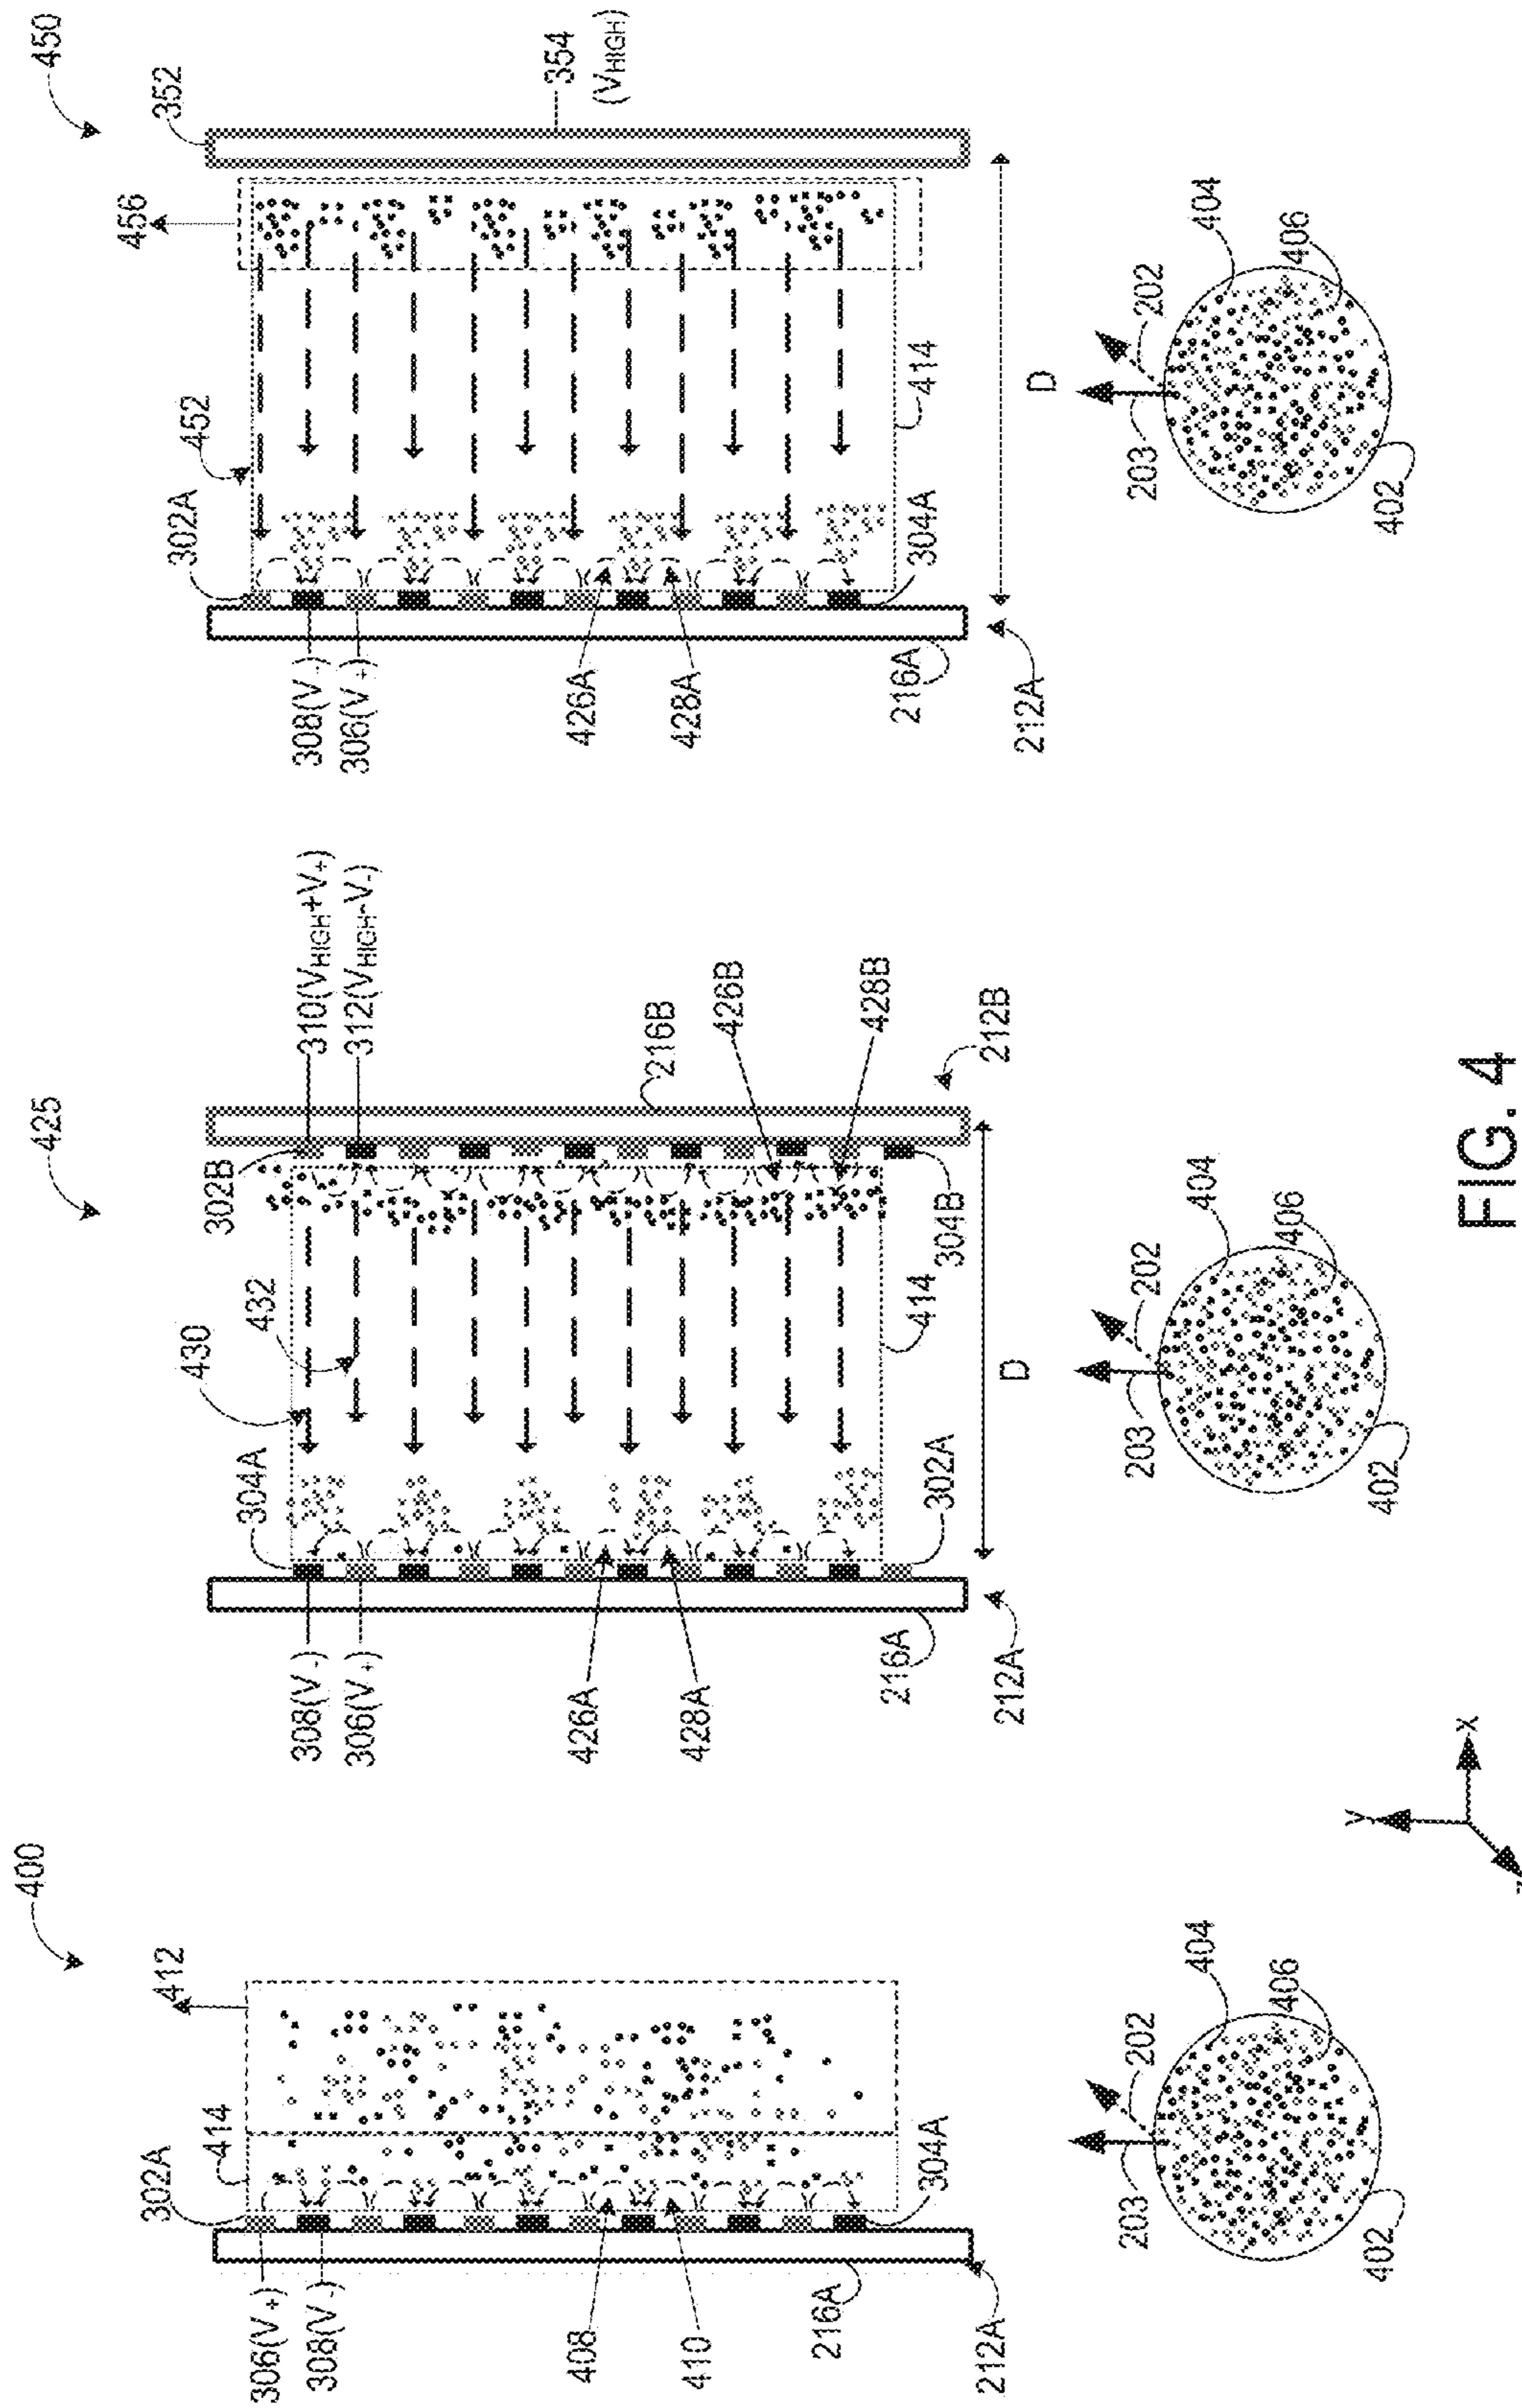 400
412
414
302A
306(V+)
308(V-)
304A
408
410
216A
212A
203
202
404
406
402
425
430
432
304A
302B
310(VHIGH+V+)
312(VHIGH-V-)
308(V-)
306(V+)
216B
426B
428B
212B
304B
414
426A
428A
302A
216A
212A
D
203
202
404
406
402
450
352
456
354
(VHIGH)
452
302A
308(V-)
306(V+)
426A
428A
304A
414
216A
212A
D
203
202
404
406
402
y
x
FIG. 4